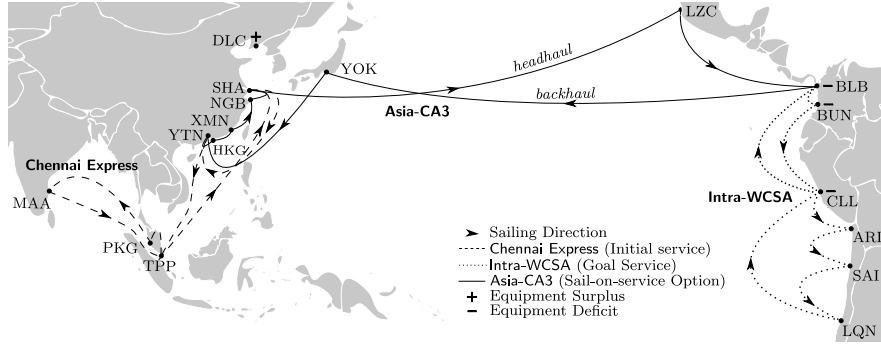 LZC
DLC
YOK
headhaul
SHA
NGB
backhaul
BLB
Asia-CA3
BUN
XMN
YTN
HKG
Chennai Express
MAA
Intra-WCSA
CLL
PKG
TPP
ARI
SAI
LQN
Sailing Direction
Chennai Express (Initial service)
Intra-WCSA (Goal Service)
Asia-CA3 (Sail-on-service Option)
Equipment Surplus
Equipment Deficit